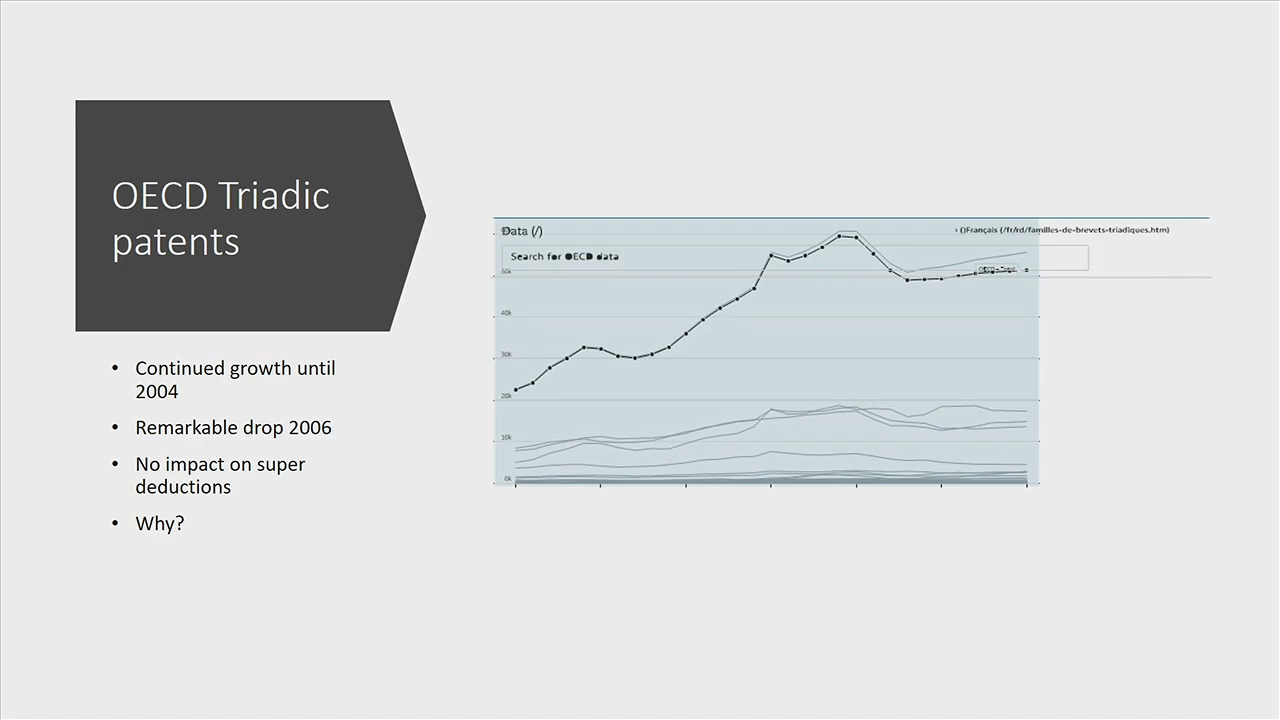 OECD Triadic
patents
• Continued growth until
2004
• Remarkable drop 2006
• No impact on super
deductions
• Why?
Data (/)
› ()Français (/fr/rd/familles-de-brevets-triadiques.htm)
Search for OECD data
40k
30k
20k
10k
0k